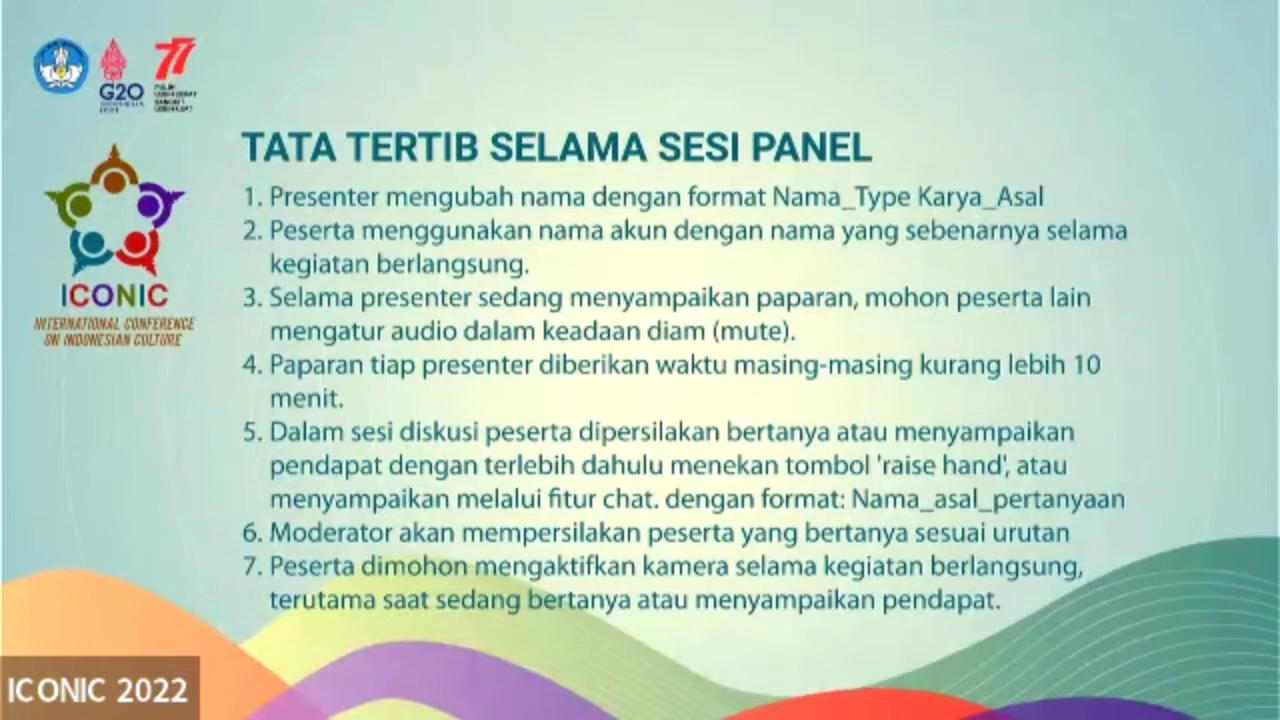 G20
77
TATA TERTIB SELAMA SESI PANEL
1. Presenter mengubah nama dengan format Nama_Type Karya_Asal
2. Peserta menggunakan nama akun dengan nama yang sebenarnya selama
kegiatan berlangsung.
3. Selama presenter sedang menyampaikan paparan, mohon peserta lain
mengatur audio dalam keadaan diam (mute).
4. Paparan tiap presenter diberikan waktu masing-masing kurang lebih 10
menit.
5. Dalam sesi diskusi peserta dipersilakan bertanya atau menyampaikan
pendapat dengan terlebih dahulu menekan tombol 'raise hand', atau
menyampaikan melalui fitur chat. dengan format: Nama_asal_pertanyaan
6. Moderator akan mempersilakan peserta yang bertanya sesuai urutan
7. Peserta dimohon mengaktifkan kamera selama kegiatan berlangsung,
terutama saat sedang bertanya atau menyampaikan pendapat.
ICONIC
INTERNATIONAL CONFERENCE
ON INDONESIAN CULTURE
ICONIC 2022